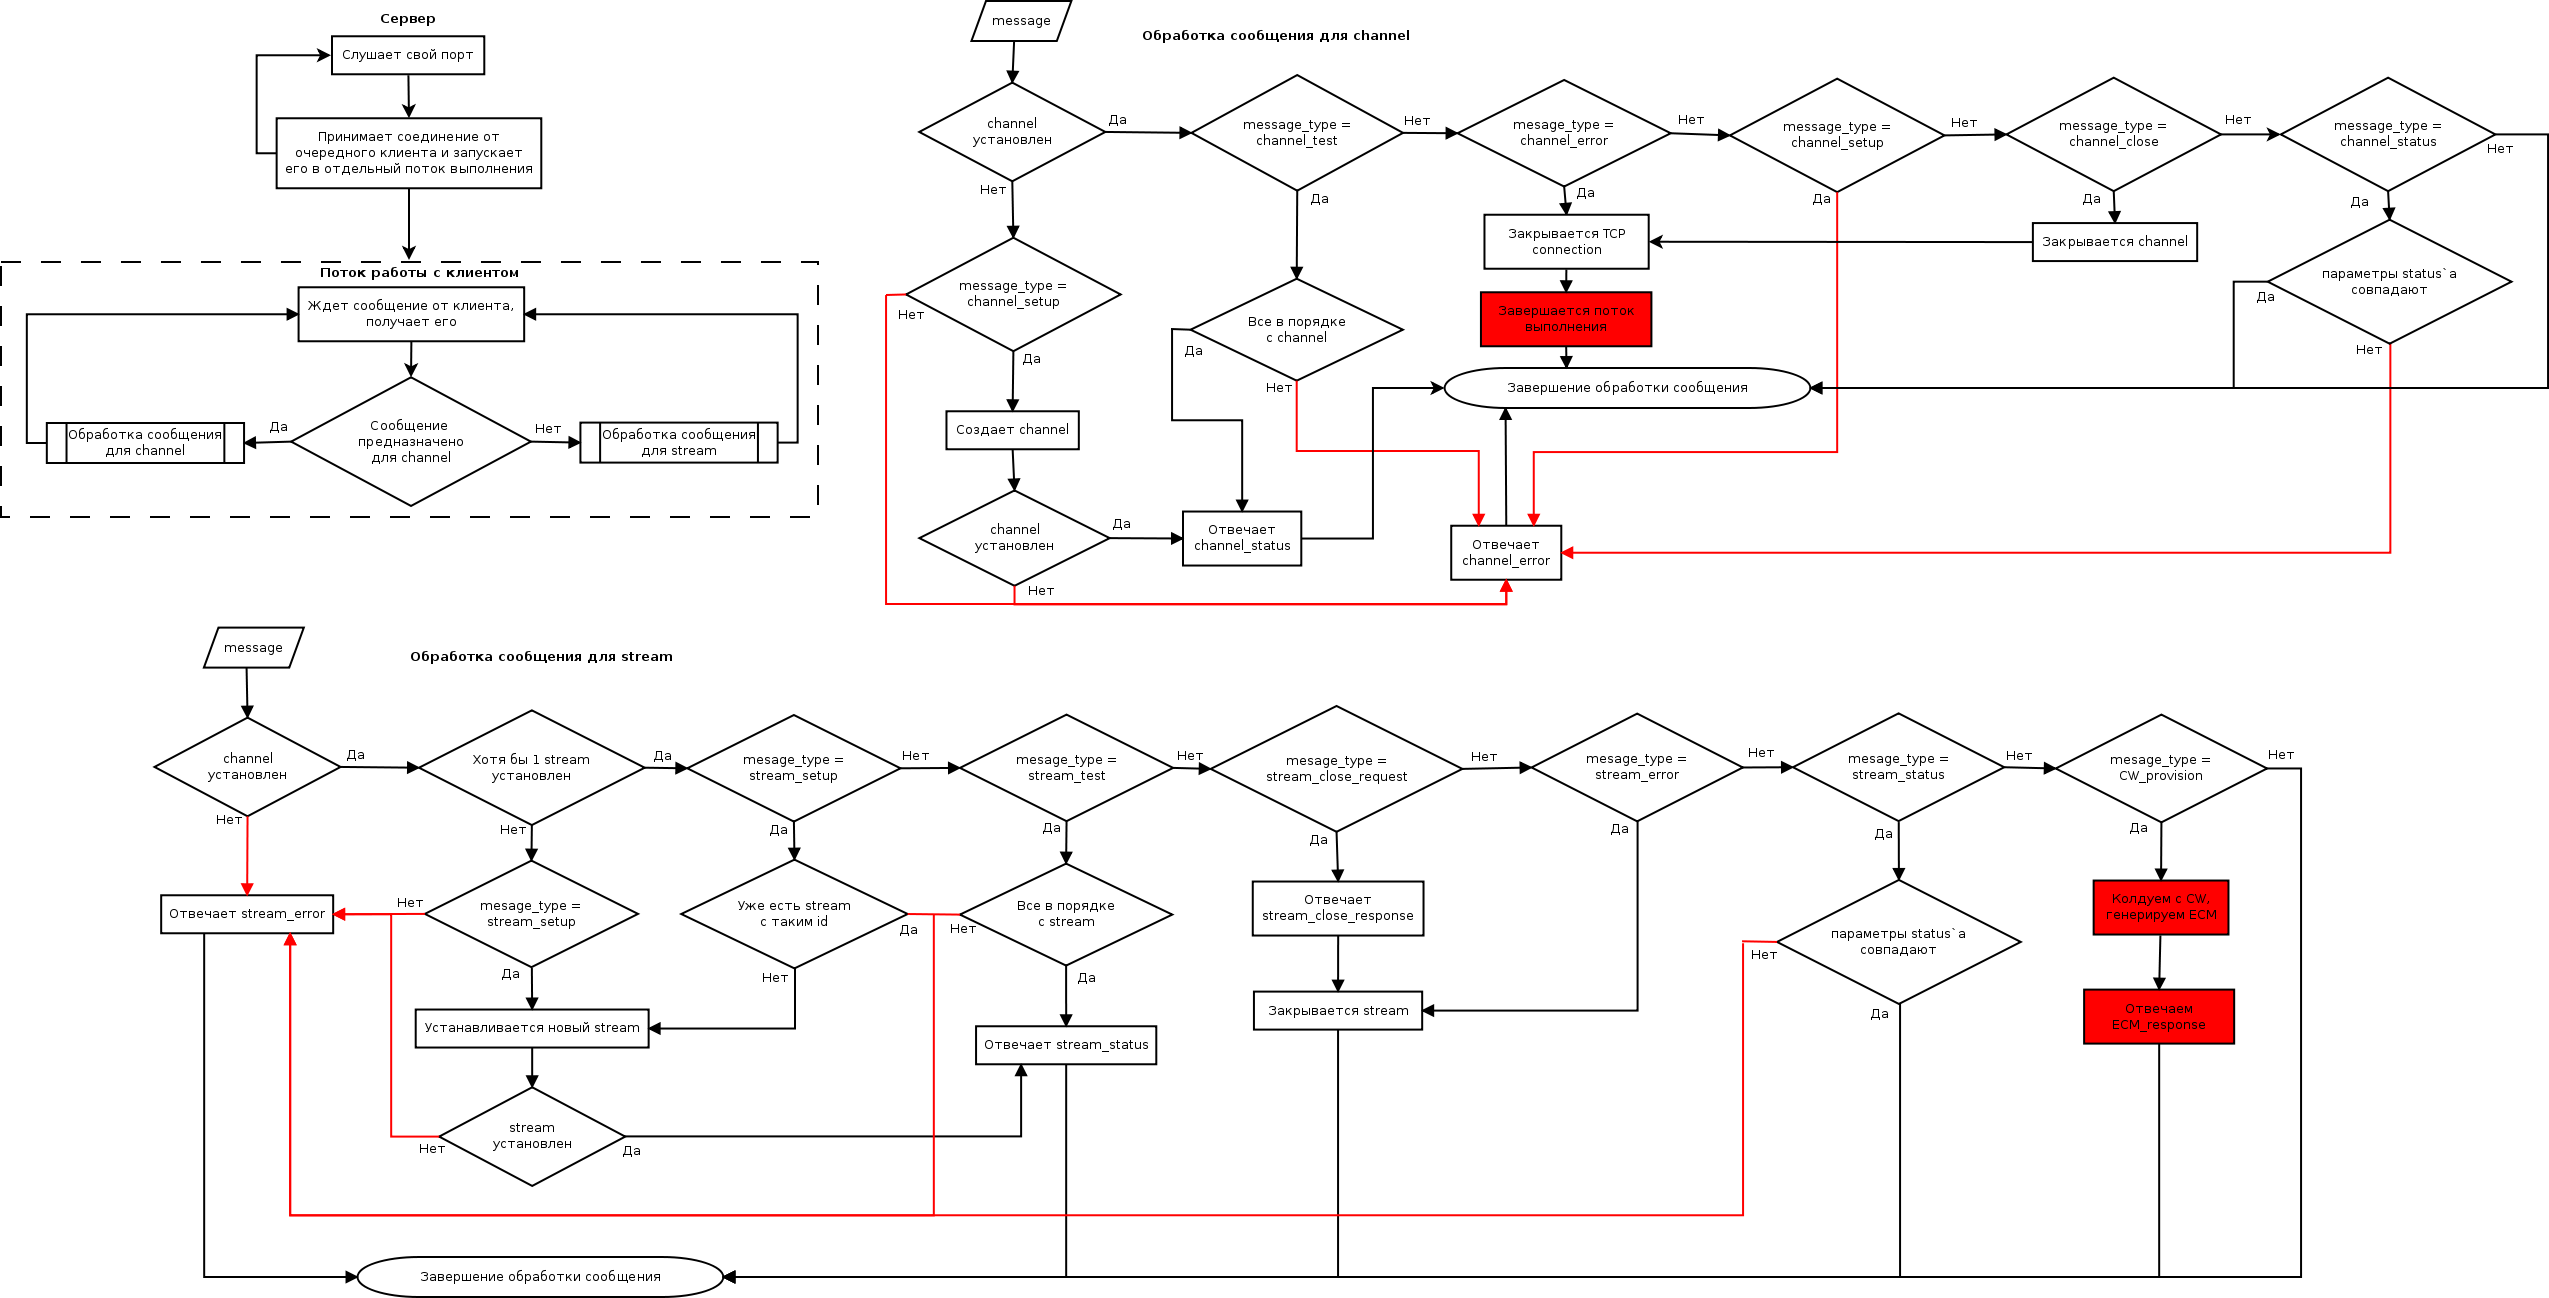 Сервер
Слушает свой порт
Принимает соединение от
очередного клиента и запускает
его в отдельный поток выполнения
Поток работы с клиентом
Ждет сообщение от клиента,
получает его
Сообщение
предназначено
для channel
Да
Нет
Обработка сообщения
для channel
Обработка сообщения
для stream
message
Обработка сообщения для channel
channel
установлен
Да
Нет
message_type =
channel_test
Нет
Да
mesage_type =
channel_error
Нет
Да
message_type =
channel_setup
Нет
Да
message_type =
channel_close
Нет
Да
message_type =
channel_status
Нет
Да
Закрывается TCP
connection
Закрывается channel
message_type =
channel_setup
Нет
Да
Все в порядке
с channel
Да
Нет
Завершается поток
выполнения
параметры status`а
совпадают
Да
Нет
Завершение обработки сообщения
Создает channel
channel
установлен
Да
Нет
Отвечает
channel_status
Отвечает
channel_error
message
Обработка сообщения для stream
channel
установлен
Да
Нет
Хотя бы 1 stream
установлен
Да
Нет
mesage_type =
stream_setup
Нет
Да
mesage_type =
stream_test
Нет
Да
mesage_type =
stream_close_request
Нет
Да
mesage_type =
stream_error
Нет
Да
mesage_type =
stream_status
Нет
Да
mesage_type =
CW_provision
Нет
Да
Отвечает stream_error
mesage_type =
stream_setup
Нет
Да
Уже есть stream
с таким id
Да
Нет
Все в порядке
с stream
Нет
Да
Отвечает
stream_close_response
параметры status`а
совпадают
Нет
Да
Колдуем с CW,
генерируем ECM
Устанавливается новый stream
Отвечает stream_status
Закрывается stream
Отвечаем
ECM_response
stream
установлен
Нет
Да
Завершение обработки сообщения